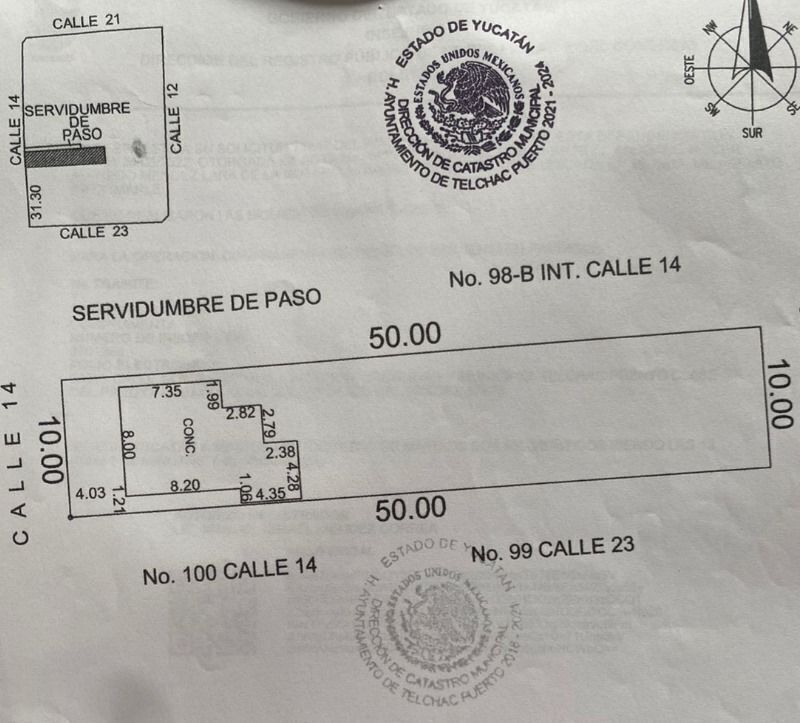 CALLE 21
CALLE 14
CALLE 12
SERVIDUMBRE
DE
PASO
31.30
CALLE 23
ESTADO DE YUCATÁN
ESTADOS UNIDOS MEXICANOS
DIRECCIÓN DE CATASTRO MUNICIPAL
H. AYUNTAMIENTO DE TELCHAC PUERTO 2021 - 2024
NW
NE
OESTE
SW
SUR
SERVIDUMBRE DE PASO
No. 98-B INT. CALLE 14
50.00
CALLE 14
10.00
10.00
7.35
1.99
2.82
2.79
2.38
8.00
CONC.
4.28
8.20
1.06
4.35
4.03
1.21
50.00
No. 100 CALLE 14
No. 99 CALLE 23
ESTADO DE YUCATÁN
ESTADOS UNIDOS MEXICANOS
DIRECCIÓN DE CATASTRO MUNICIPAL
H. AYUNTAMIENTO DE TELCHAC PUERTO 2018 - 2021